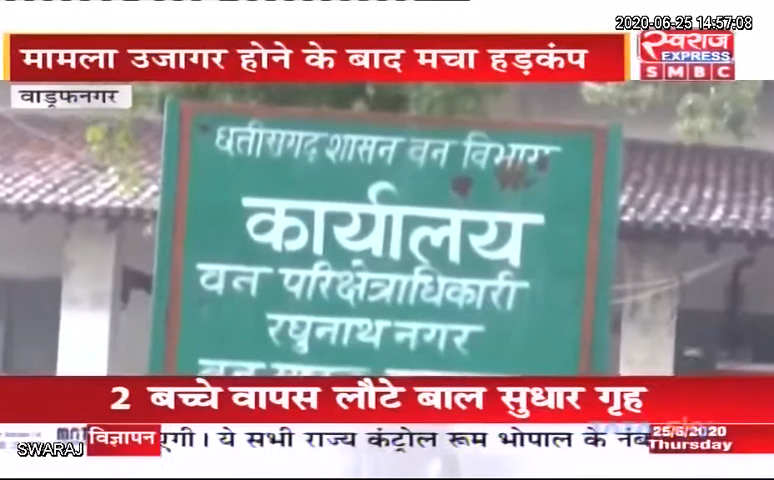 2020-06-25 14:57:08
मामला उजागर होने के बाद मचा हड़कंप
स्वराज
EXPRESS
SMBC
वाड्रफनगर
छत्तीसगढ़ शासन वन विभाग
कार्यालय
वन परिक्षेत्राधिकारी
रघुनाथ नगर
2 बच्चे वापस लौटे बाल सुधार गृह
विज्ञापन
एगी। ये सभी राज्य कंट्रोल रूम भोपाल के नंब
25/6/2020
Thursday
SWARAJ